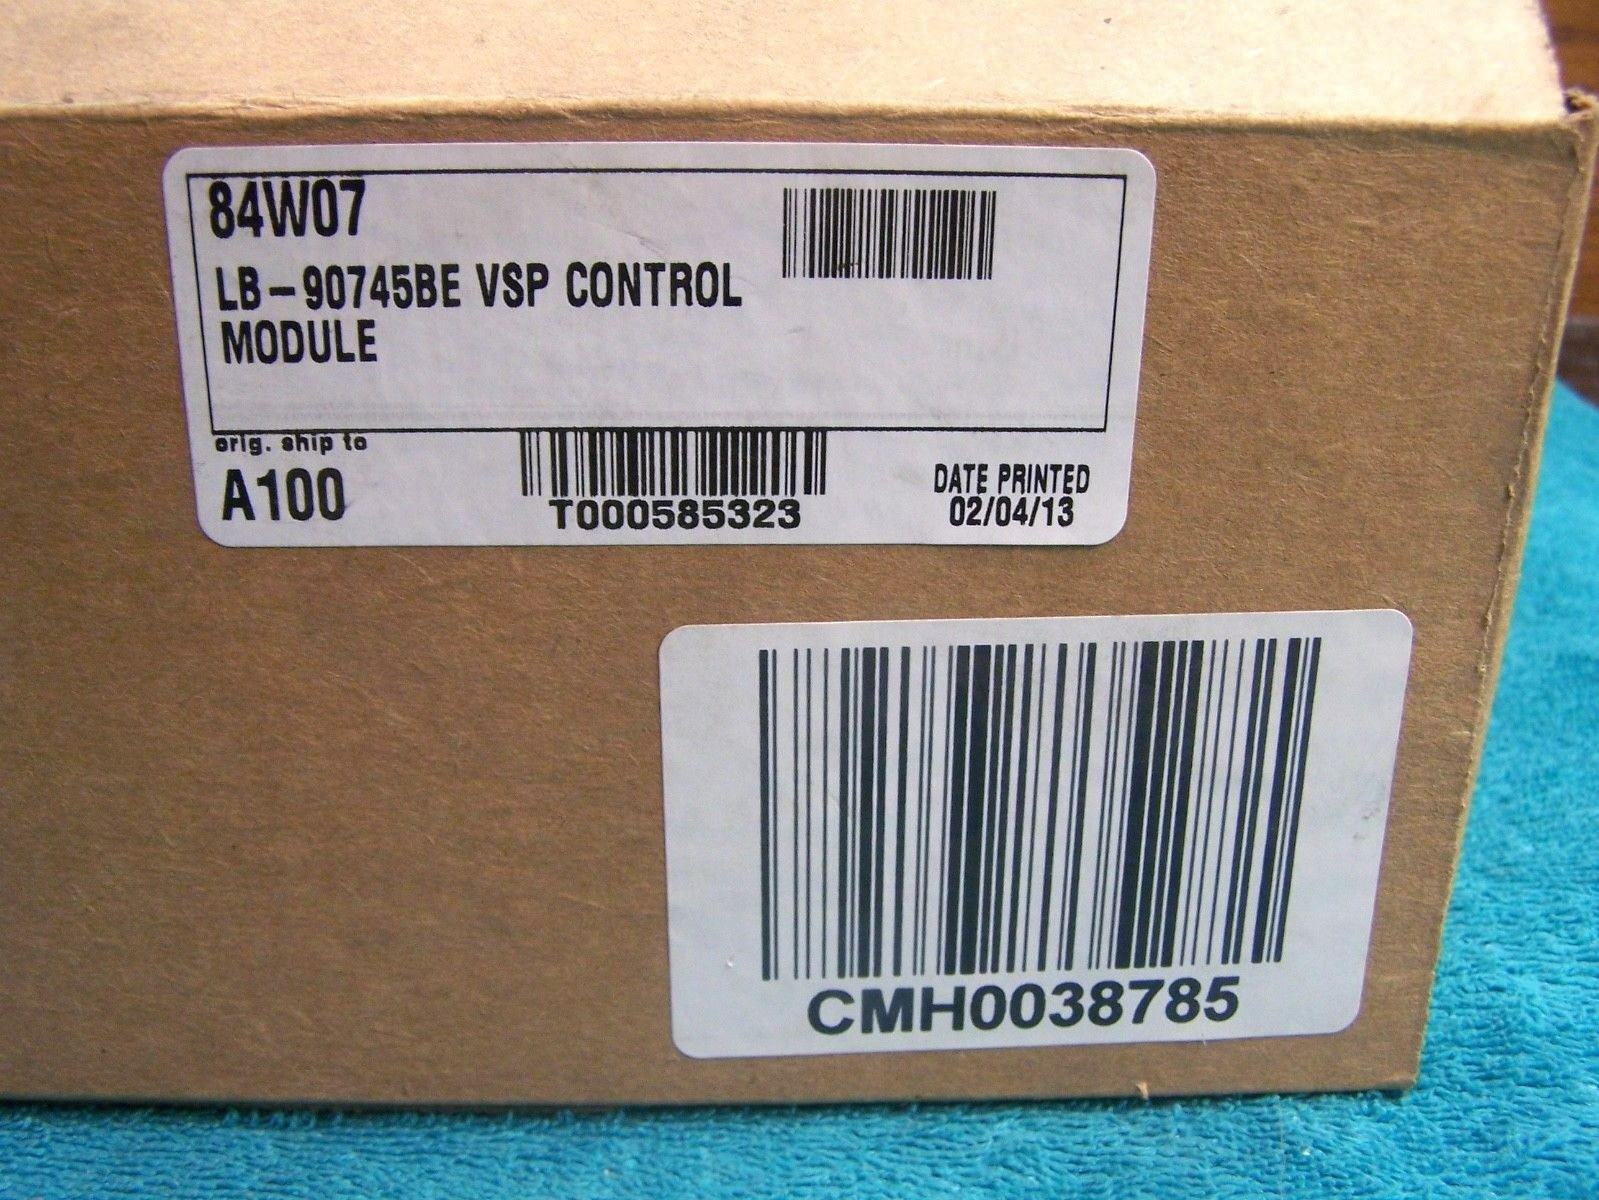 84W07
LB-90745BE VSP CONTROL
MODULE
orig. ship to
A100
T000585323
DATE PRINTED
02/04/13
CMH0038785